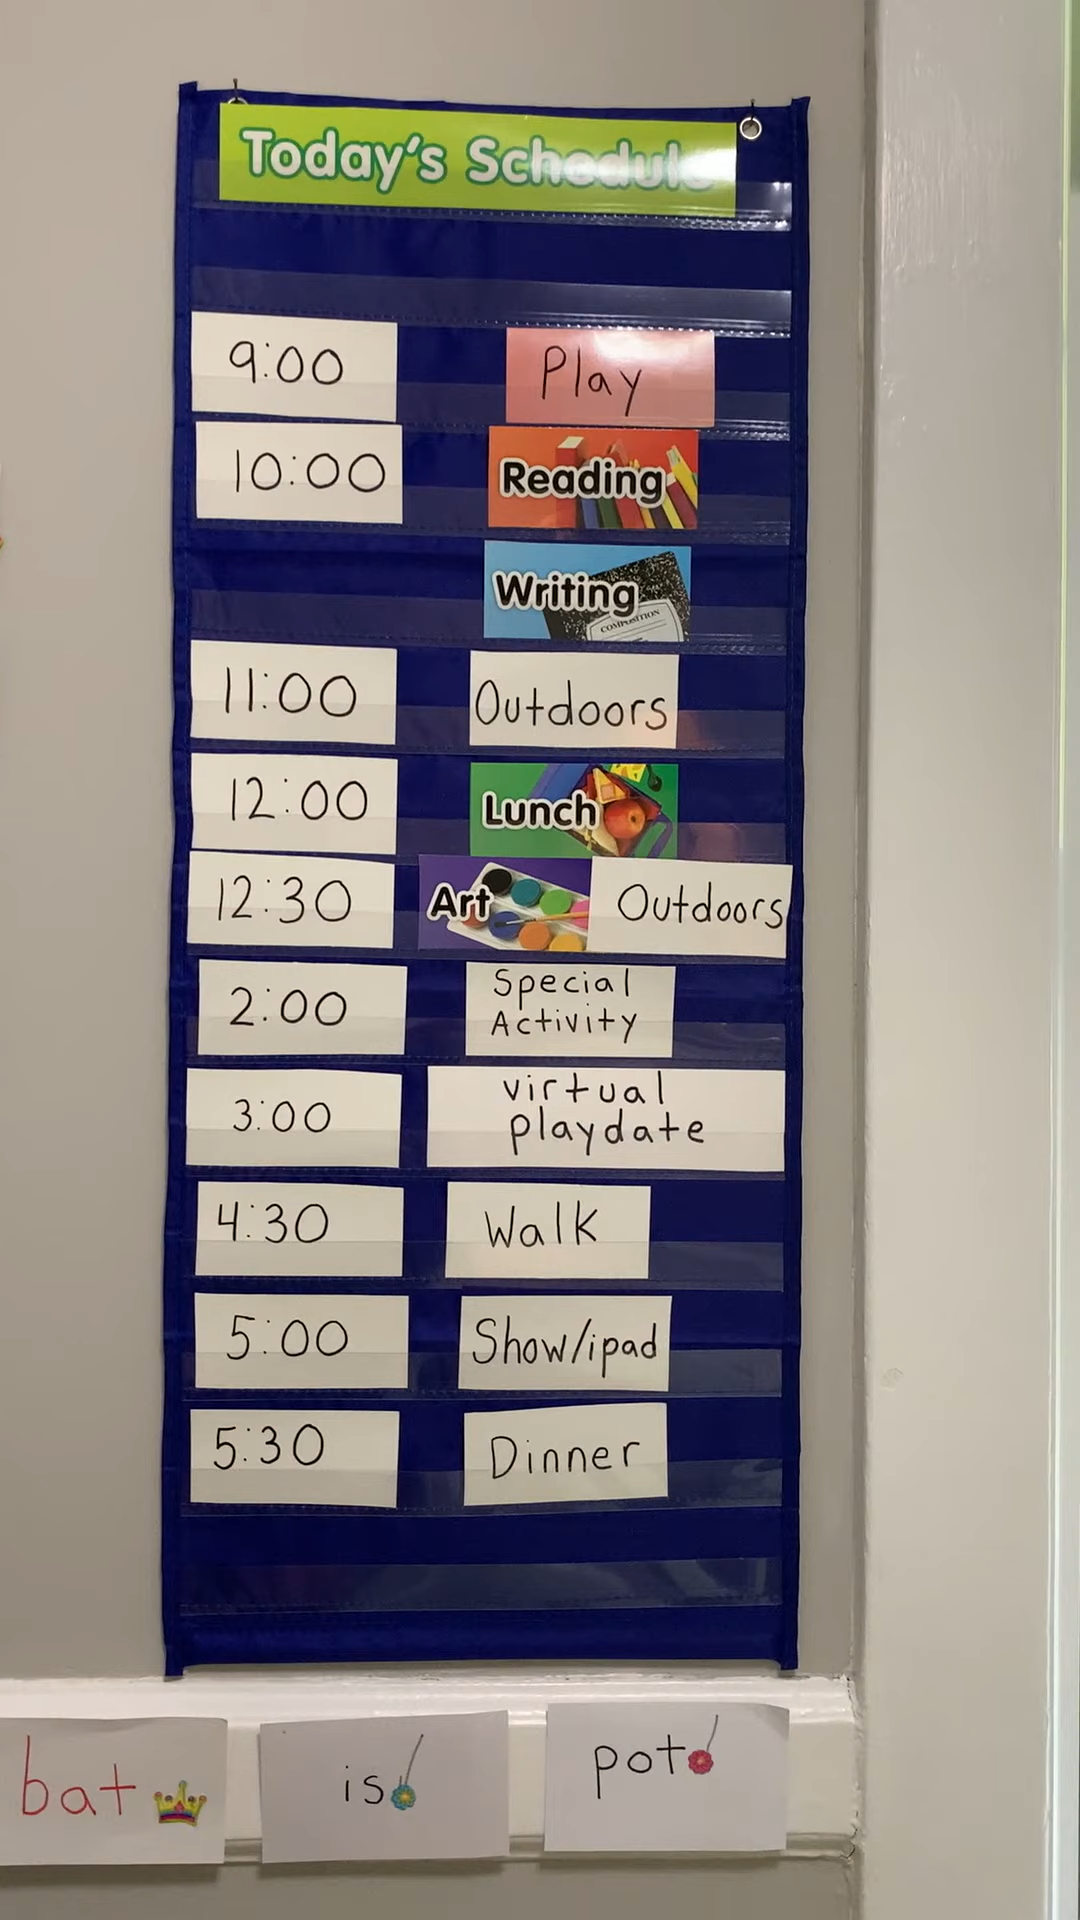 Today's Schedule
9:00 Play
10:00 Reading
Writing
COMPOSITION
11:00 Outdoors
12:00 Lunch
12:30 Art Outdoors
2:00 Special
Activity
3:00 virtual
playdate
4:30 Walk
5:00 Show/ipad
5:30 Dinner
bat is pot